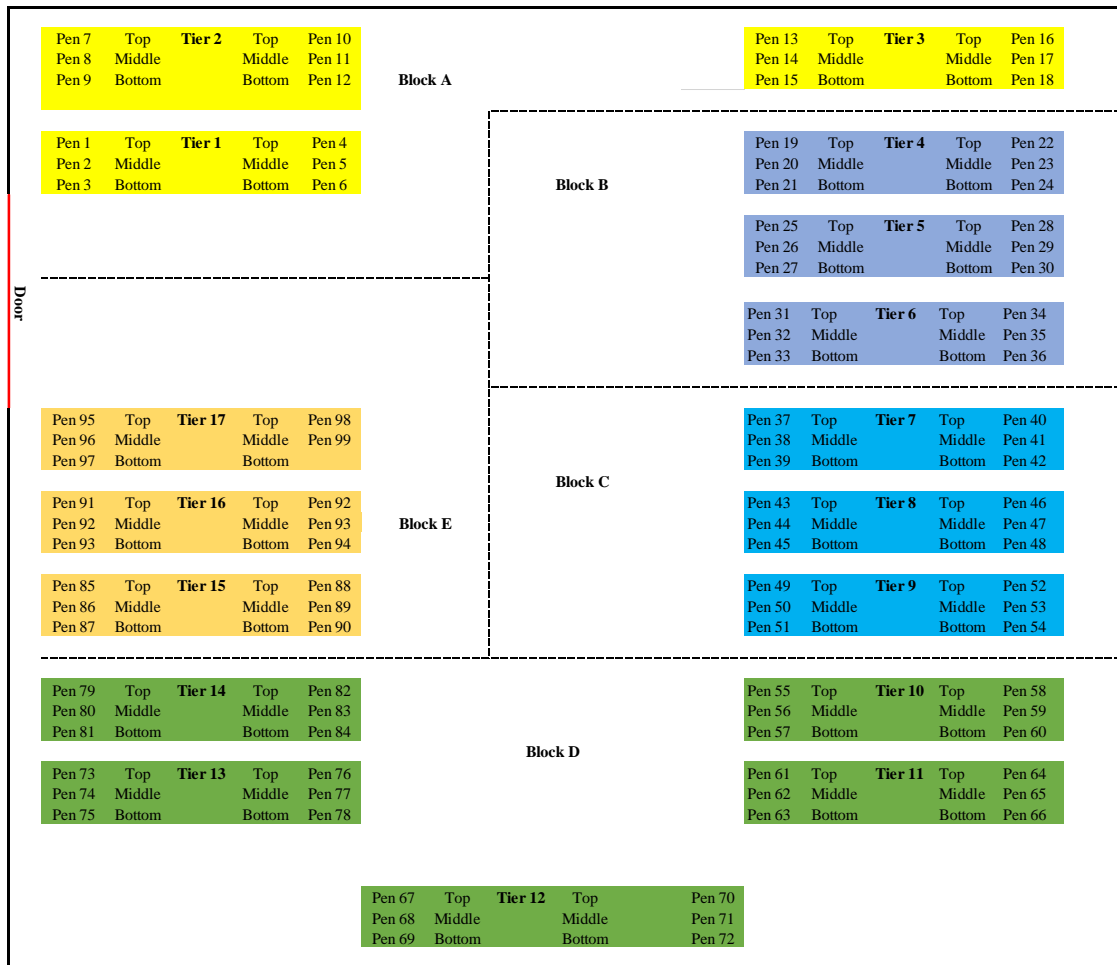 Pen 7 Top Tier 2 Top Pen 10
Pen 8 Middle Middle Pen 11
Pen 9 Bottom Bottom Pen 12
Block A
Pen 13 Top Tier 3 Top Pen 16
Pen 14 Middle Middle Pen 17
Pen 15 Bottom Bottom Pen 18
Pen 1 Top Tier 1 Top Pen 4
Pen 2 Middle Middle Pen 5
Pen 3 Bottom Bottom Pen 6
Block B
Pen 19 Top Tier 4 Top Pen 22
Pen 20 Middle Middle Pen 23
Pen 21 Bottom Bottom Pen 24
Pen 25 Top Tier 5 Top Pen 28
Pen 26 Middle Middle Pen 29
Pen 27 Bottom Bottom Pen 30
Door
Pen 31 Top Tier 6 Top Pen 34
Pen 32 Middle Middle Pen 35
Pen 33 Bottom Bottom Pen 36
Pen 95 Top Tier 17 Top Pen 98
Pen 96 Middle Middle Pen 99
Pen 97 Bottom Bottom
Pen 37 Top Tier 7 Top Pen 40
Pen 38 Middle Middle Pen 41
Pen 39 Bottom Bottom Pen 42
Block C
Pen 91 Top Tier 16 Top Pen 92
Pen 92 Middle Middle Pen 93
Pen 93 Bottom Bottom Pen 94
Block E
Pen 43 Top Tier 8 Top Pen 46
Pen 44 Middle Middle Pen 47
Pen 45 Bottom Bottom Pen 48
Pen 85 Top Tier 15 Top Pen 88
Pen 86 Middle Middle Pen 89
Pen 87 Bottom Bottom Pen 90
Pen 49 Top Tier 9 Top Pen 52
Pen 50 Middle Middle Pen 53
Pen 51 Bottom Bottom Pen 54
Pen 79 Top Tier 14 Top Pen 82
Pen 80 Middle Middle Pen 83
Pen 81 Bottom Bottom Pen 84
Pen 55 Top Tier 10 Top Pen 58
Pen 56 Middle Middle Pen 59
Pen 57 Bottom Bottom Pen 60
Block D
Pen 73 Top Tier 13 Top Pen 76
Pen 74 Middle Middle Pen 77
Pen 75 Bottom Bottom Pen 78
Pen 61 Top Tier 11 Top Pen 64
Pen 62 Middle Middle Pen 65
Pen 63 Bottom Bottom Pen 66
Pen 67 Top Tier 12 Top Pen 70
Pen 68 Middle Middle Pen 71
Pen 69 Bottom Bottom Pen 72